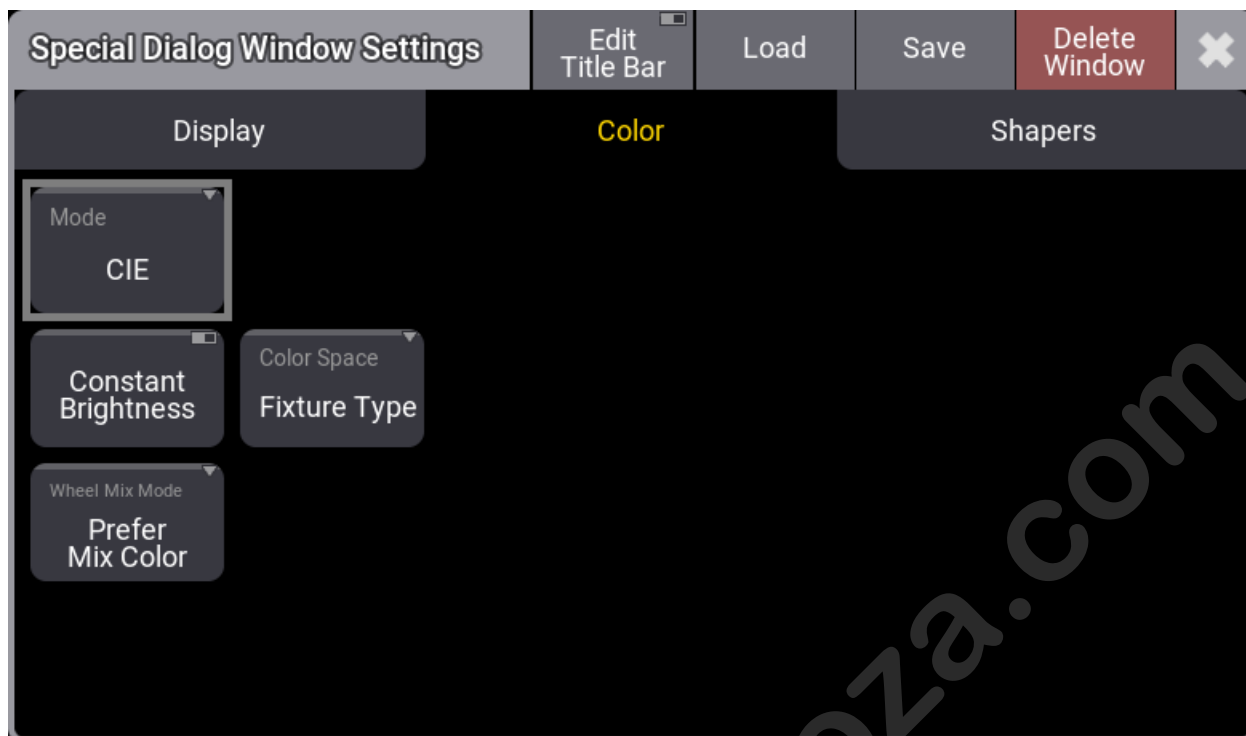 Special Dialog Window Settings
Edit
Title Bar
Load
Save
Delete
Window
Display
Color
Shapers
Mode
CIE
Constant
Brightness
Color Space
Fixture Type
Wheel Mix Mode
Prefer
Mix Color
oza.com